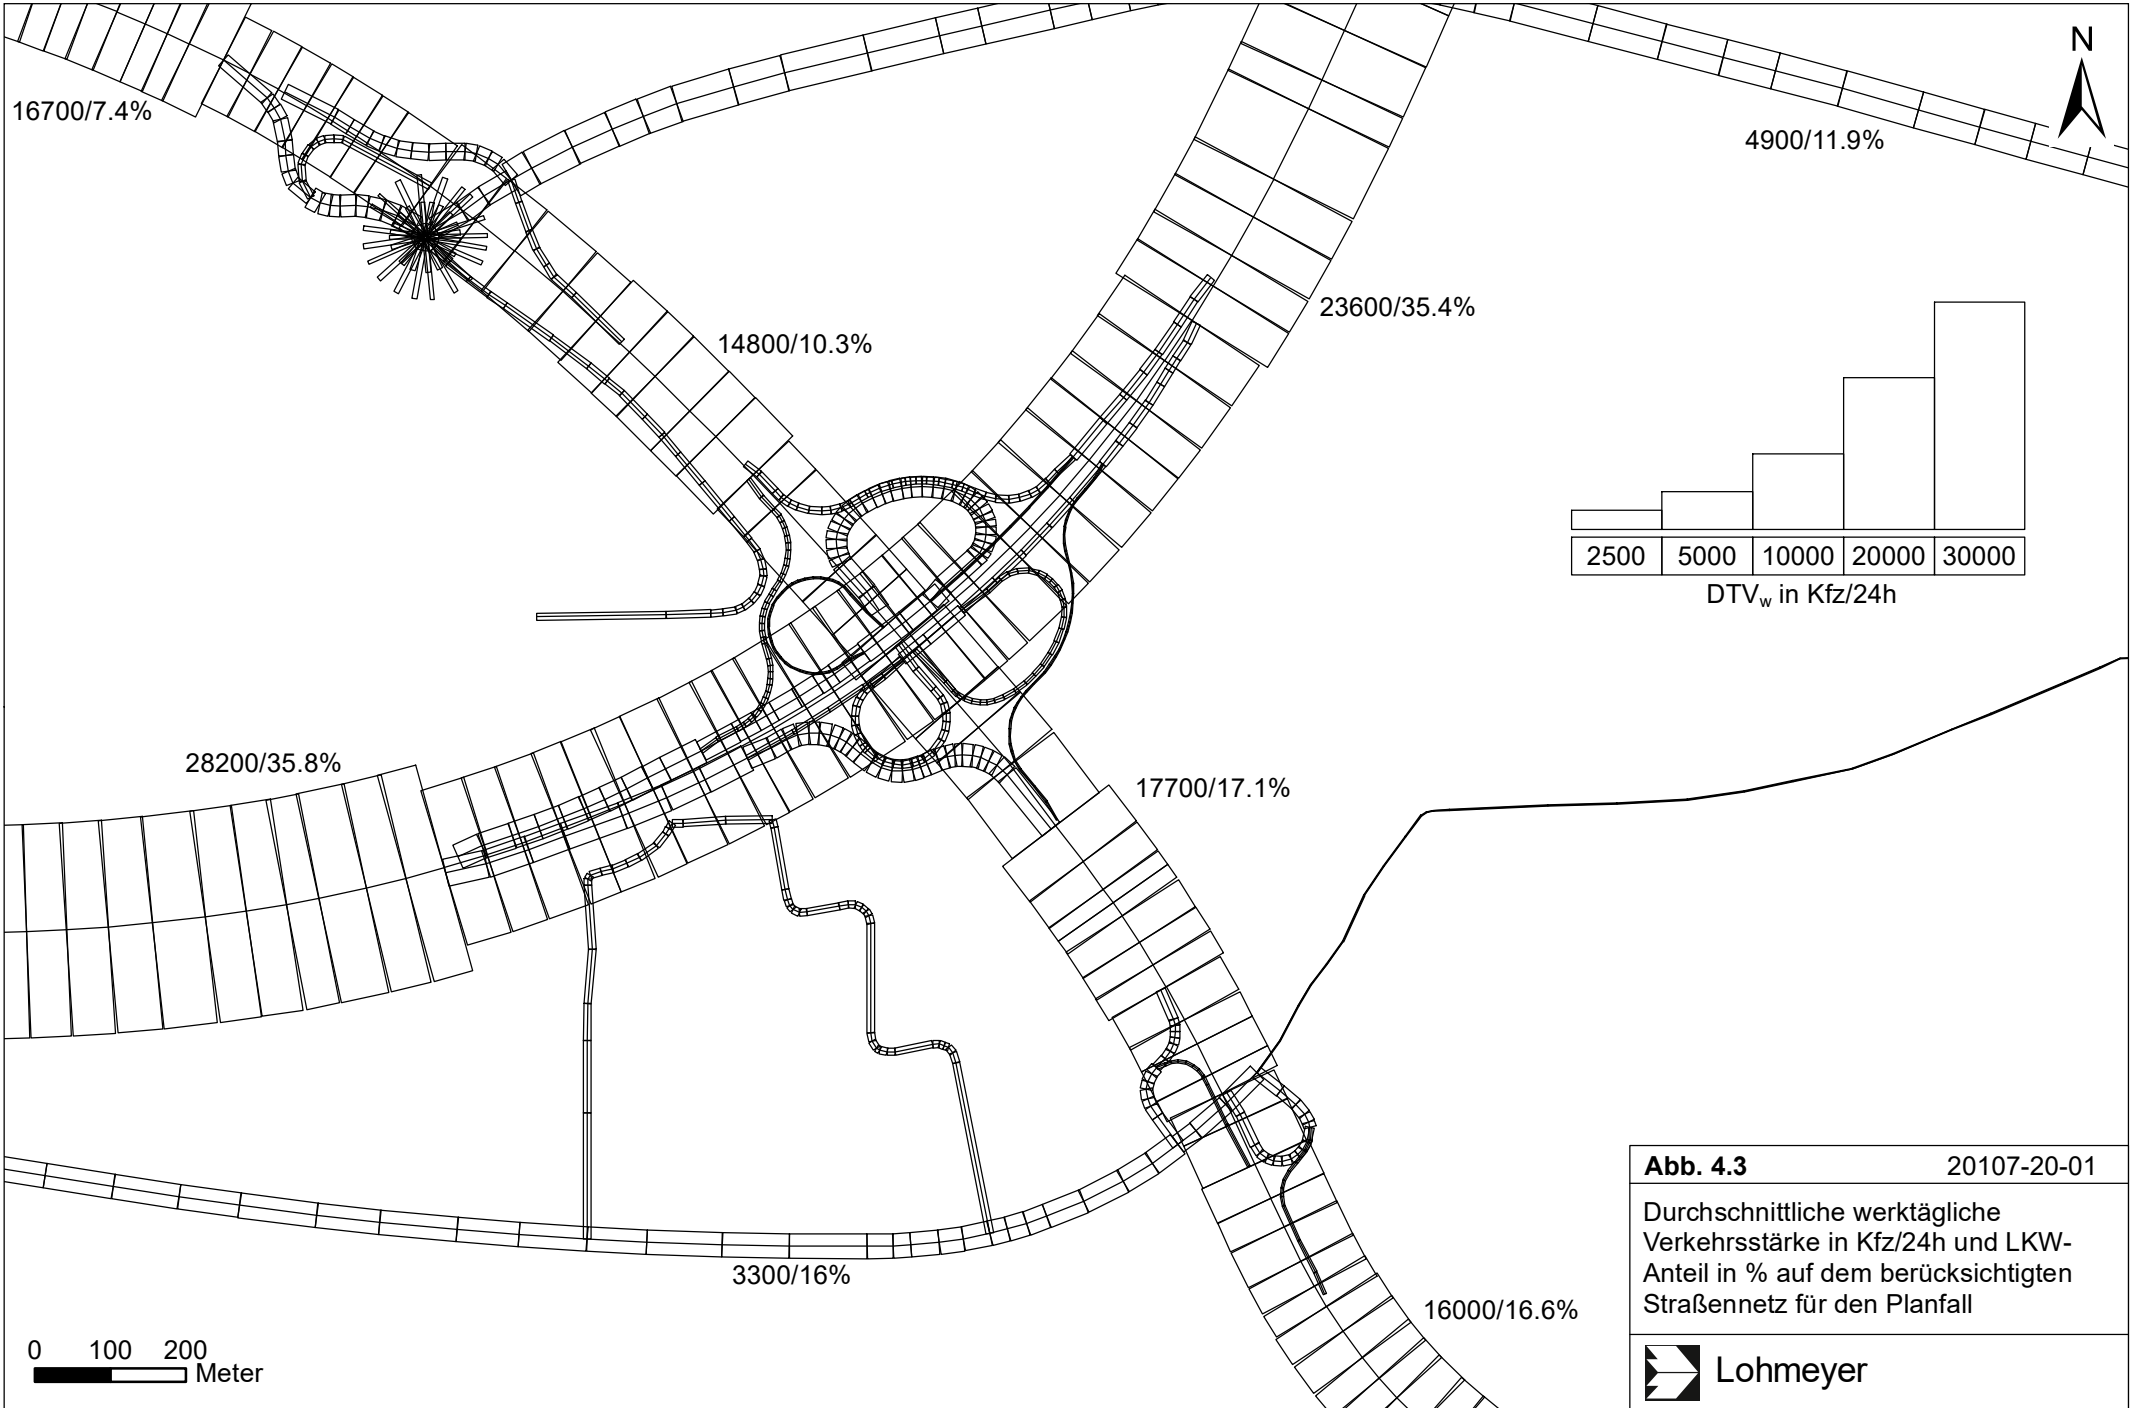 N
16700/7.4%
4900/11.9%
23600/35.4%
14800/10.3%
2500 5000 10000 20000 30000
DTVw in Kfz/24h
28200/35.8%
17700/17.1%
3300/16%
16000/16.6%
0 100 200
Meter
Abb. 4.3 20107-20-01
Durchschnittliche werktägliche
Verkehrsstärke in Kfz/24h und LKW-
Anteil in % auf dem berücksichtigten
Straßennetz für den Planfall
Lohmeyer